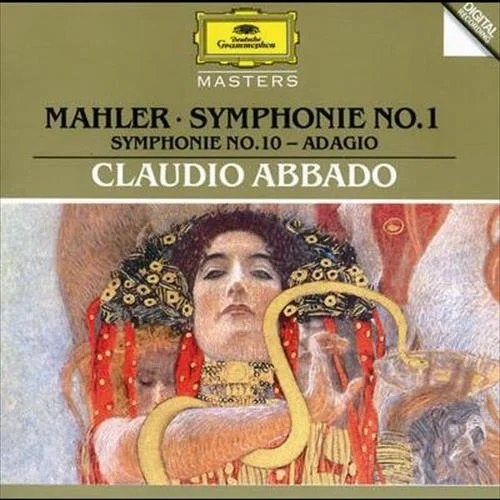 Deutsche
Grammophon
DIGITAL
RECORDING
MASTERS
MAHLER · SYMPHONIE NO. 1
SYMPHONIE NO. 10 – ADAGIO
CLAUDIO ABBADO